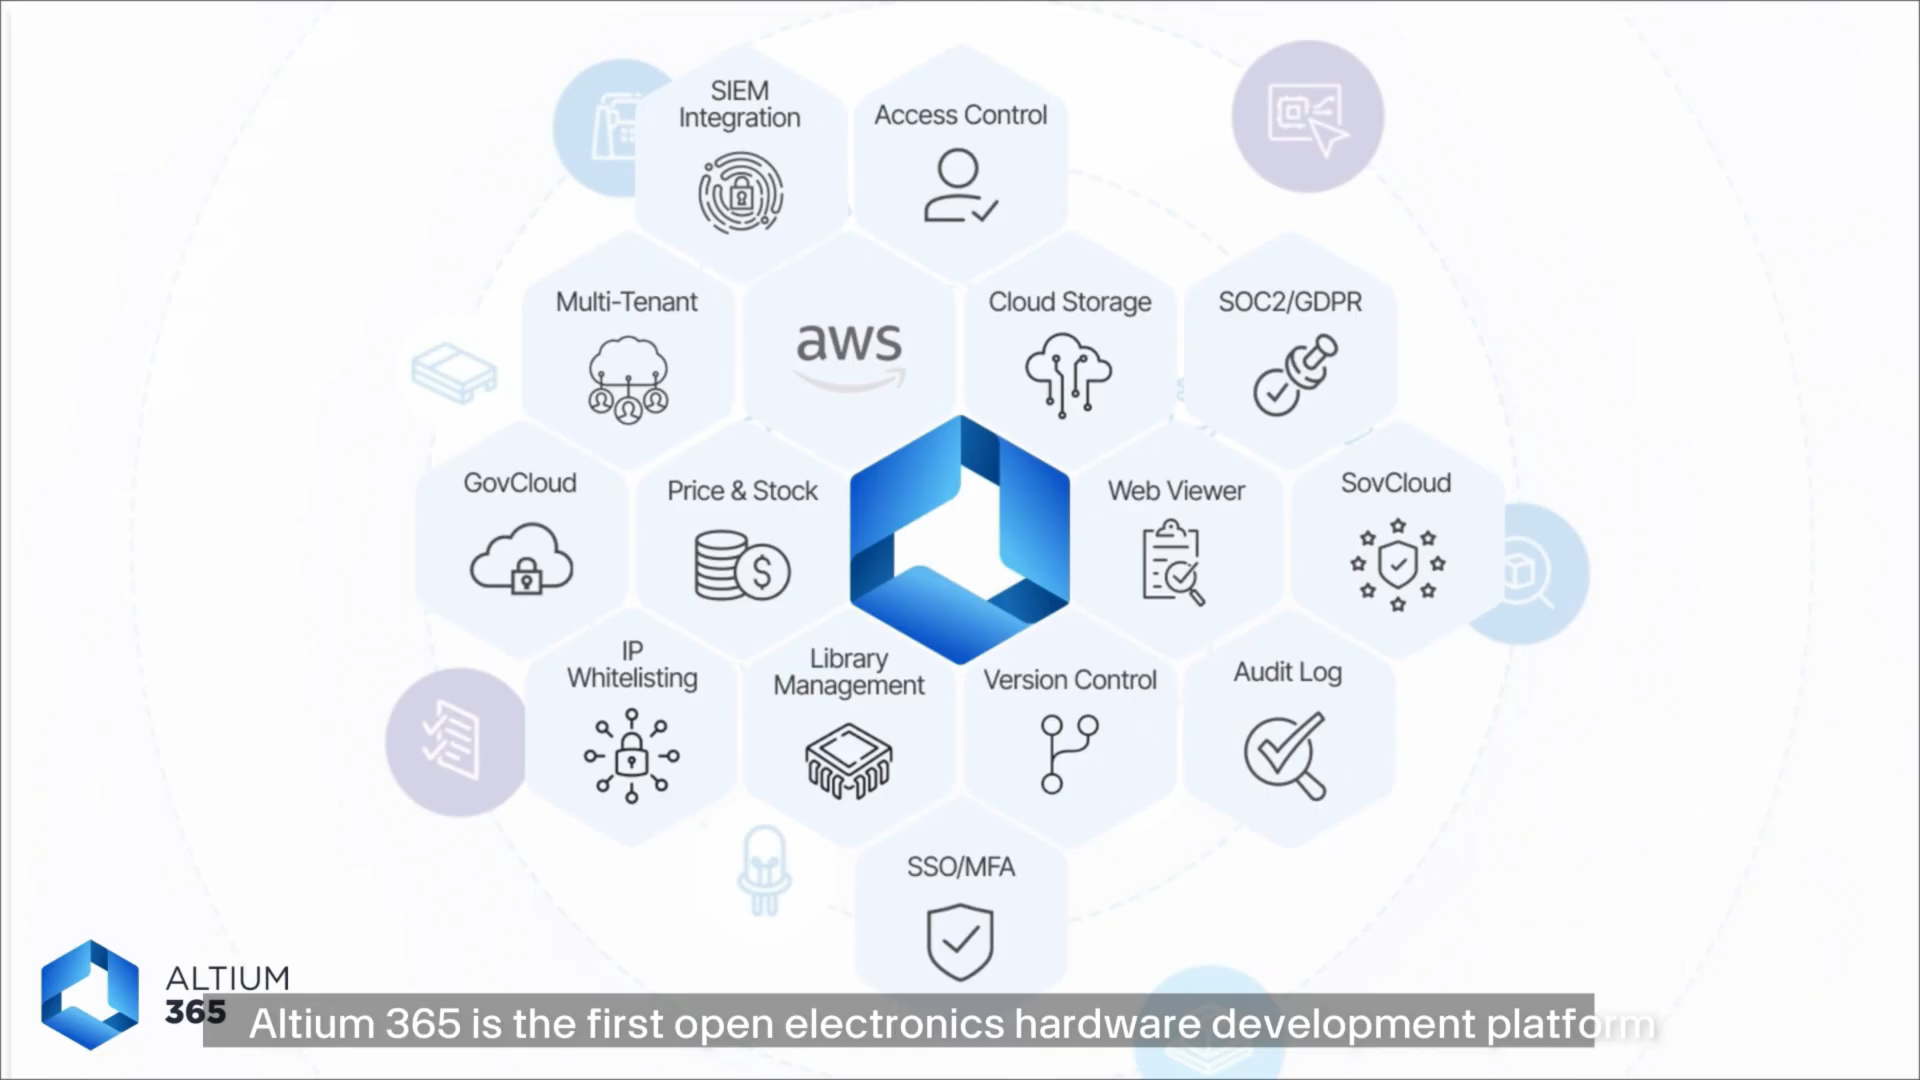 SIEM
Integration
Access Control
Multi-Tenant
aws
Cloud Storage
SOC2/GDPR
GovCloud
Price & Stock
Web Viewer
SovCloud
IP
Whitelisting
Library
Management
Version Control
Audit Log
SSO/MFA
ALTIUM
365
Altium 365 is the first open electronics hardware development platform